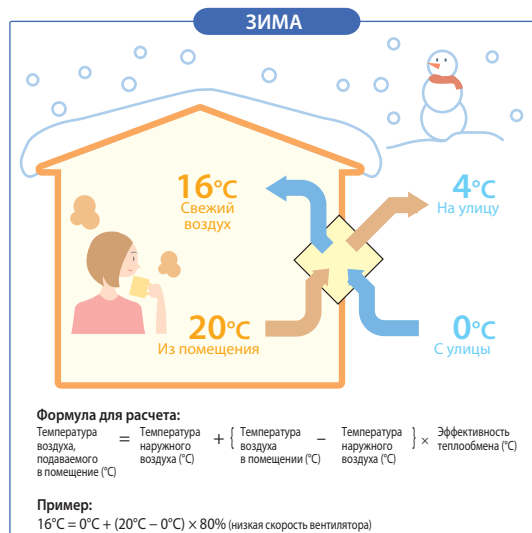 ЗИМА
16°C
Свежий
воздух
4°C
На улицу
20°C
Из помещения
0°C
С улицы
Формула для расчета:
Температура воздуха, подаваемого в помещение (°C) = Температура наружного воздуха (°C) + { Температура воздуха в помещении (°C) – Температура наружного воздуха (°C) } × Эффективность теплообмена (°C)
Пример:
16°C = 0°C + (20°C – 0°C) × 80% (низкая скорость вентилятора)